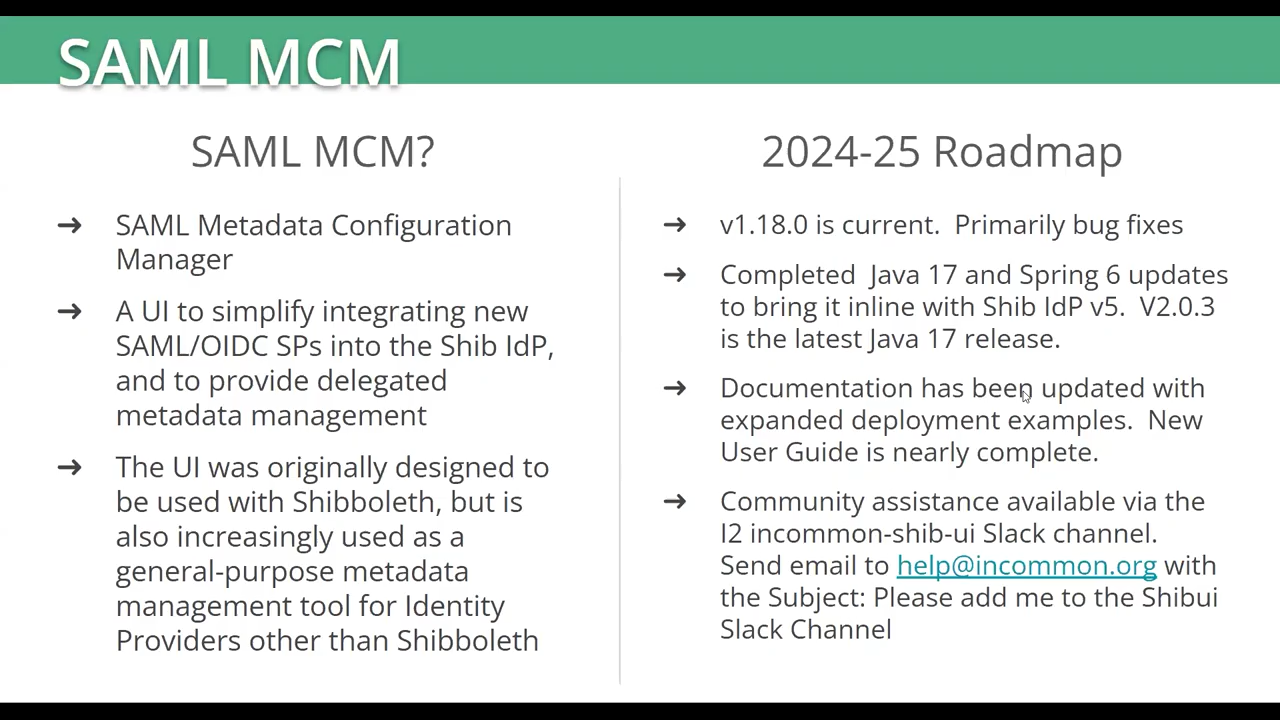 SAML MCM
SAML MCM?
➔ SAML Metadata Configuration
Manager
➔ A UI to simplify integrating new
SAML/OIDC SPs into the Shib IdP,
and to provide delegated
metadata management
➔ The UI was originally designed to
be used with Shibboleth, but is
also increasingly used as a
general-purpose metadata
management tool for Identity
Providers other than Shibboleth
2024-25 Roadmap
➔ v1.18.0 is current.  Primarily bug fixes
➔ Completed  Java 17 and Spring 6 updates
to bring it inline with Shib IdP v5.  V2.0.3
is the latest Java 17 release.
➔ Documentation has been updated with
expanded deployment examples.  New
User Guide is nearly complete.
➔ Community assistance available via the
I2 incommon-shib-ui Slack channel.
Send email to help@incommon.org with
the Subject: Please add me to the Shibui
Slack Channel